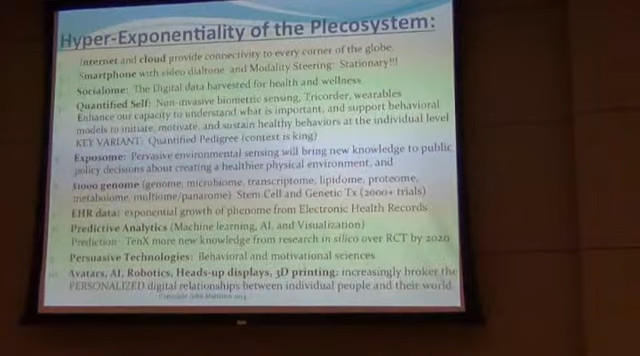 Hyper-Exponentiality of the Plecosystem:
Internet and cloud provide connectivity to every corner of the globe.
Smartphone with video dialtone and Modality Steering: Stationary!!!
Socialome: The Digital data harvested for health and wellness
Quantified Self: Non-invasive biometric sensing, Tricorder, wearables
Enhance our capacity to understand what is important, and support behavioral
models to initiate, motivate, and sustain healthy behaviors at the individual level
KEY VARIANT: Quantified Pedigree (context is king)
Exposome: Pervasive environmental sensing will bring new knowledge to public
policy decisions about creating a healthier physical environment, and
$1000 genome (genome, microbiome, transcriptome, lipidome, proteome,
metabolome, multiome/panarome) Stem Cell and Genetic Tx (2000+ trials)
EHR data: exponential growth of phenome from Electronic Health Records
Predictive Analytics (Machine learning, AI, and Visualization)
Prediction- TenX more new knowledge from research in silico over RCT by 2020
Persuasive Technologies: Behavioral and motivational sciences
Avatars, AI, Robotics, Heads-up displays, 3D printing: increasingly broker the
PERSONALIZED digital relationships between individual people and their world
Copyright John Mattison